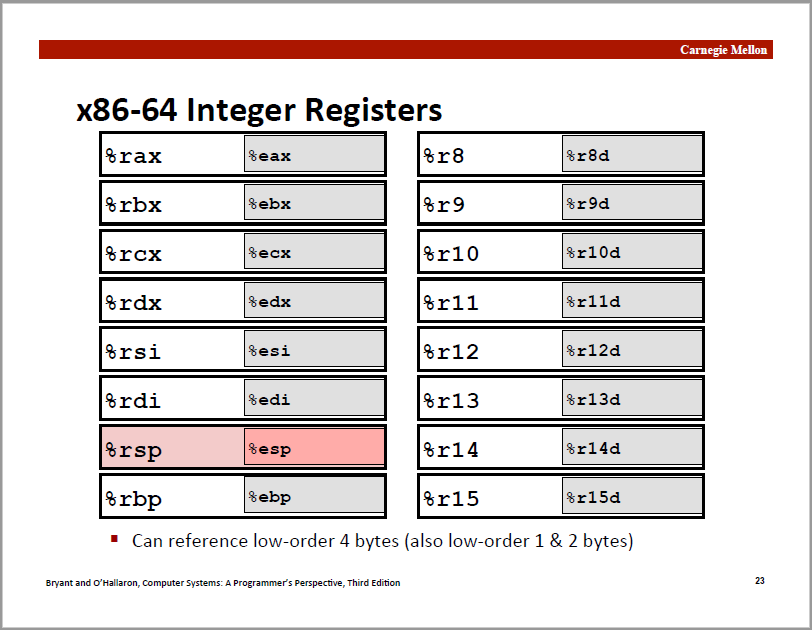 Carnegie Mellon
x86-64 Integer Registers
%rax %eax %r8 %r8d
%rbx %ebx %r9 %r9d
%rcx %ecx %r10 %r10d
%rdx %edx %r11 %r11d
%rsi %esi %r12 %r12d
%rdi %edi %r13 %r13d
%rsp %esp %r14 %r14d
%rbp %ebp %r15 %r15d
▪ Can reference low-order 4 bytes (also low-order 1 & 2 bytes)
Bryant and O'Hallaron, Computer Systems: A Programmer's Perspective, Third Edition 23